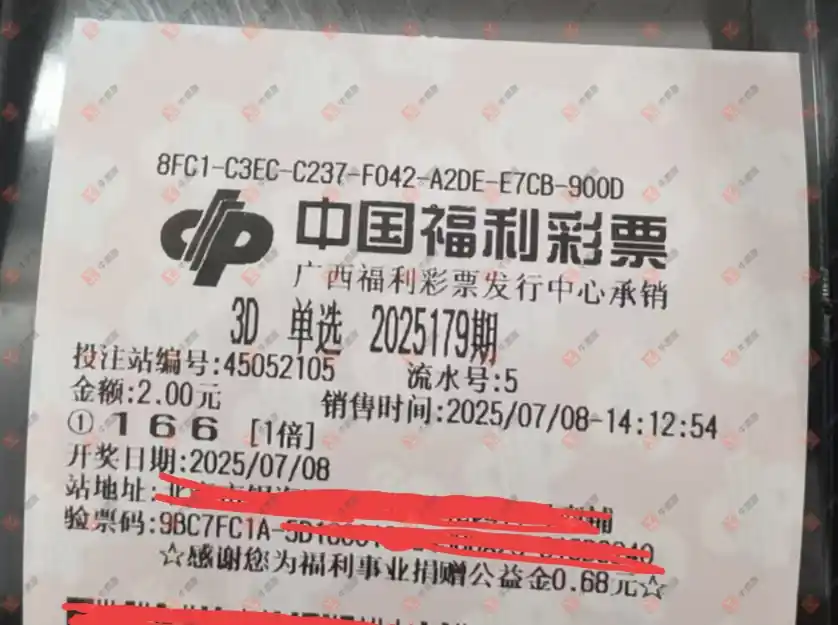 8FC1-C3EC-C237-F042-A2DE-E7CB-900D
中国福利彩票
广西福利彩票发行中心承销
3D 单选 2025179期
投注站编号:45052105 流水号:5
金额:2.00元 销售时间:2025/07/08-14:12:54
① 1 6 6 [1倍]
开奖日期:2025/07/08
站地址:
验票码:9BC7FC1A-
☆感谢您为福利事业捐赠公益金0.68元☆